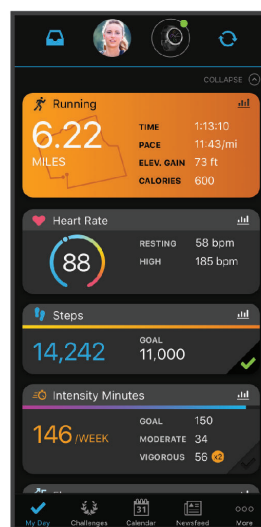 COLLAPSE
Running
6.22
MILES
TIME 1:13:10
PACE 11:43/mi
ELEV. GAIN 73 ft
CALORIES 600
Heart Rate
88
RESTING 58 bpm
HIGH 185 bpm
Steps
14,242
GOAL
11,000
Intensity Minutes
146 /WEEK
GOAL 150
MODERATE 34
VIGOROUS 56 x2
31
My Day Challenges Calendar Newsfeed More